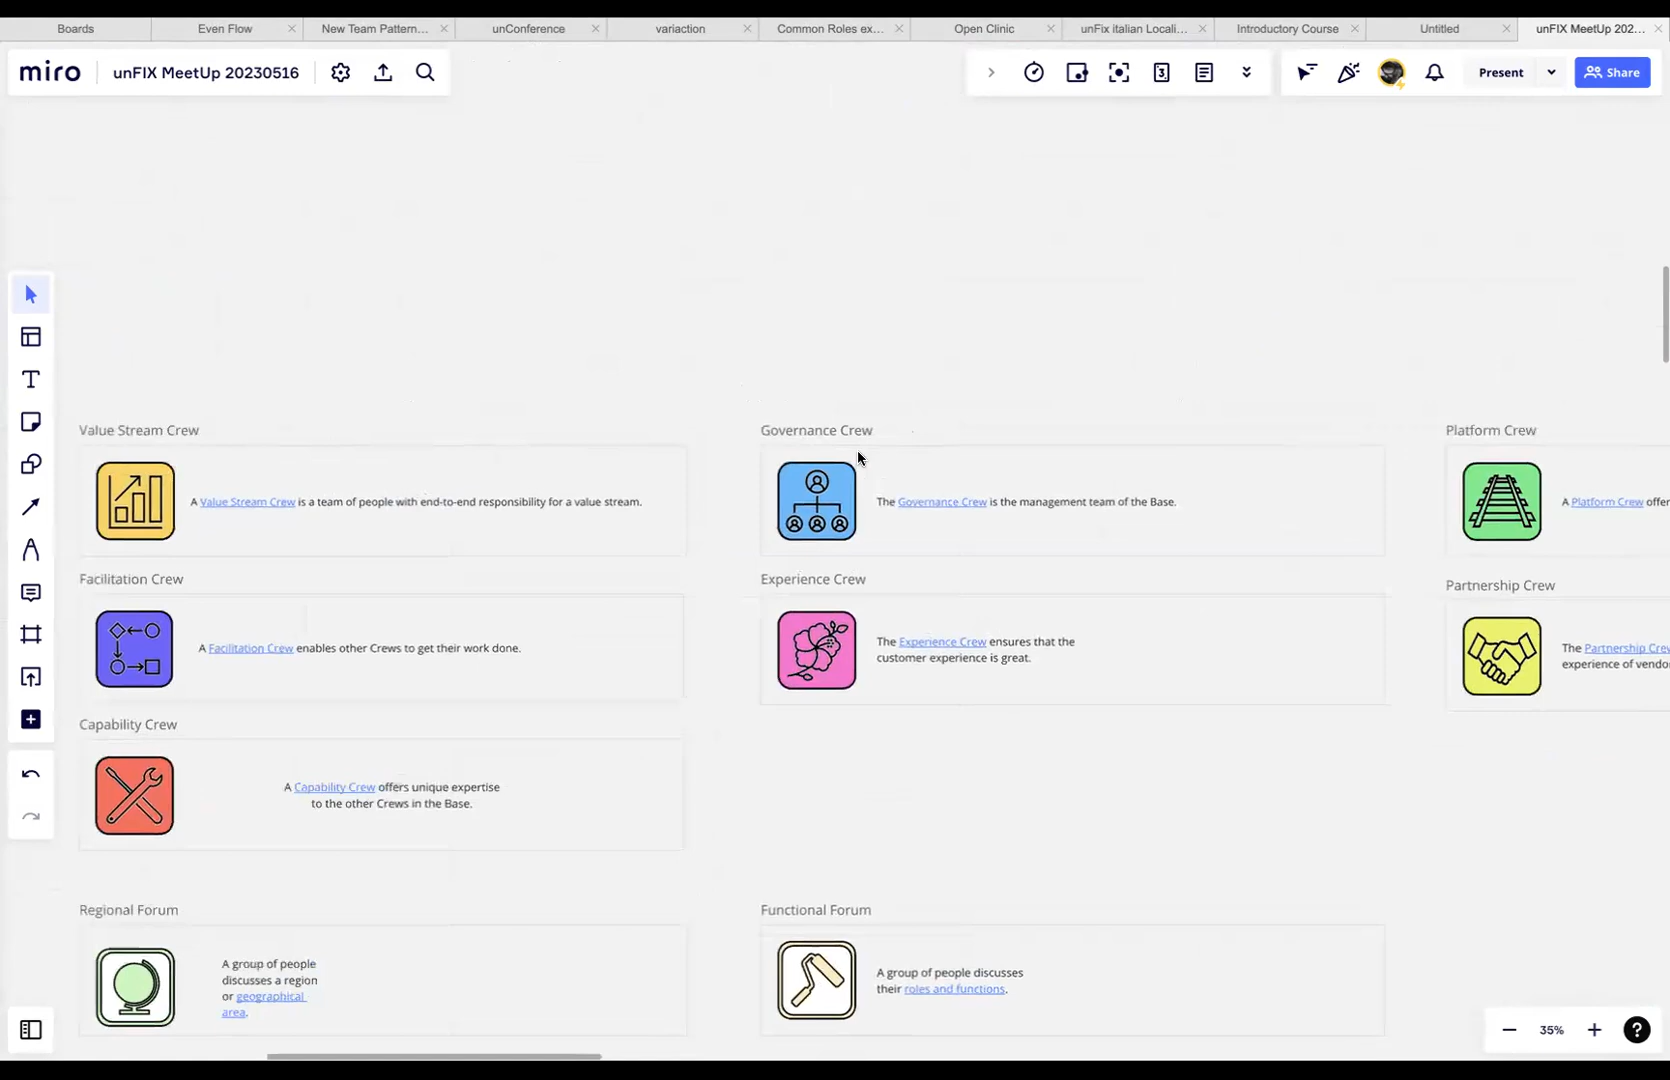 Boards
Even Flow
New Team Pattern...
unConference
variaction
Common Roles ex...
Open Clinic
unFix italian Locali...
Introductory Course
Untitled
unFIX MeetUp 202...
miro
unFIX MeetUp 20230516
3
Present
Share
T
Value Stream Crew
A Value Stream Crew is a team of people with end-to-end responsibility for a value stream.
Governance Crew
The Governance Crew is the management team of the Base.
Platform Crew
A Platform Crew offer
Facilitation Crew
A Facilitation Crew enables other Crews to get their work done.
Experience Crew
The Experience Crew ensures that the
customer experience is great.
Partnership Crew
The Partnership Crew
experience of vendo
Capability Crew
A Capability Crew offers unique expertise
to the other Crews in the Base.
Regional Forum
A group of people
discusses a region
or geographical
area.
Functional Forum
A group of people discusses
their roles and functions.
35%
?